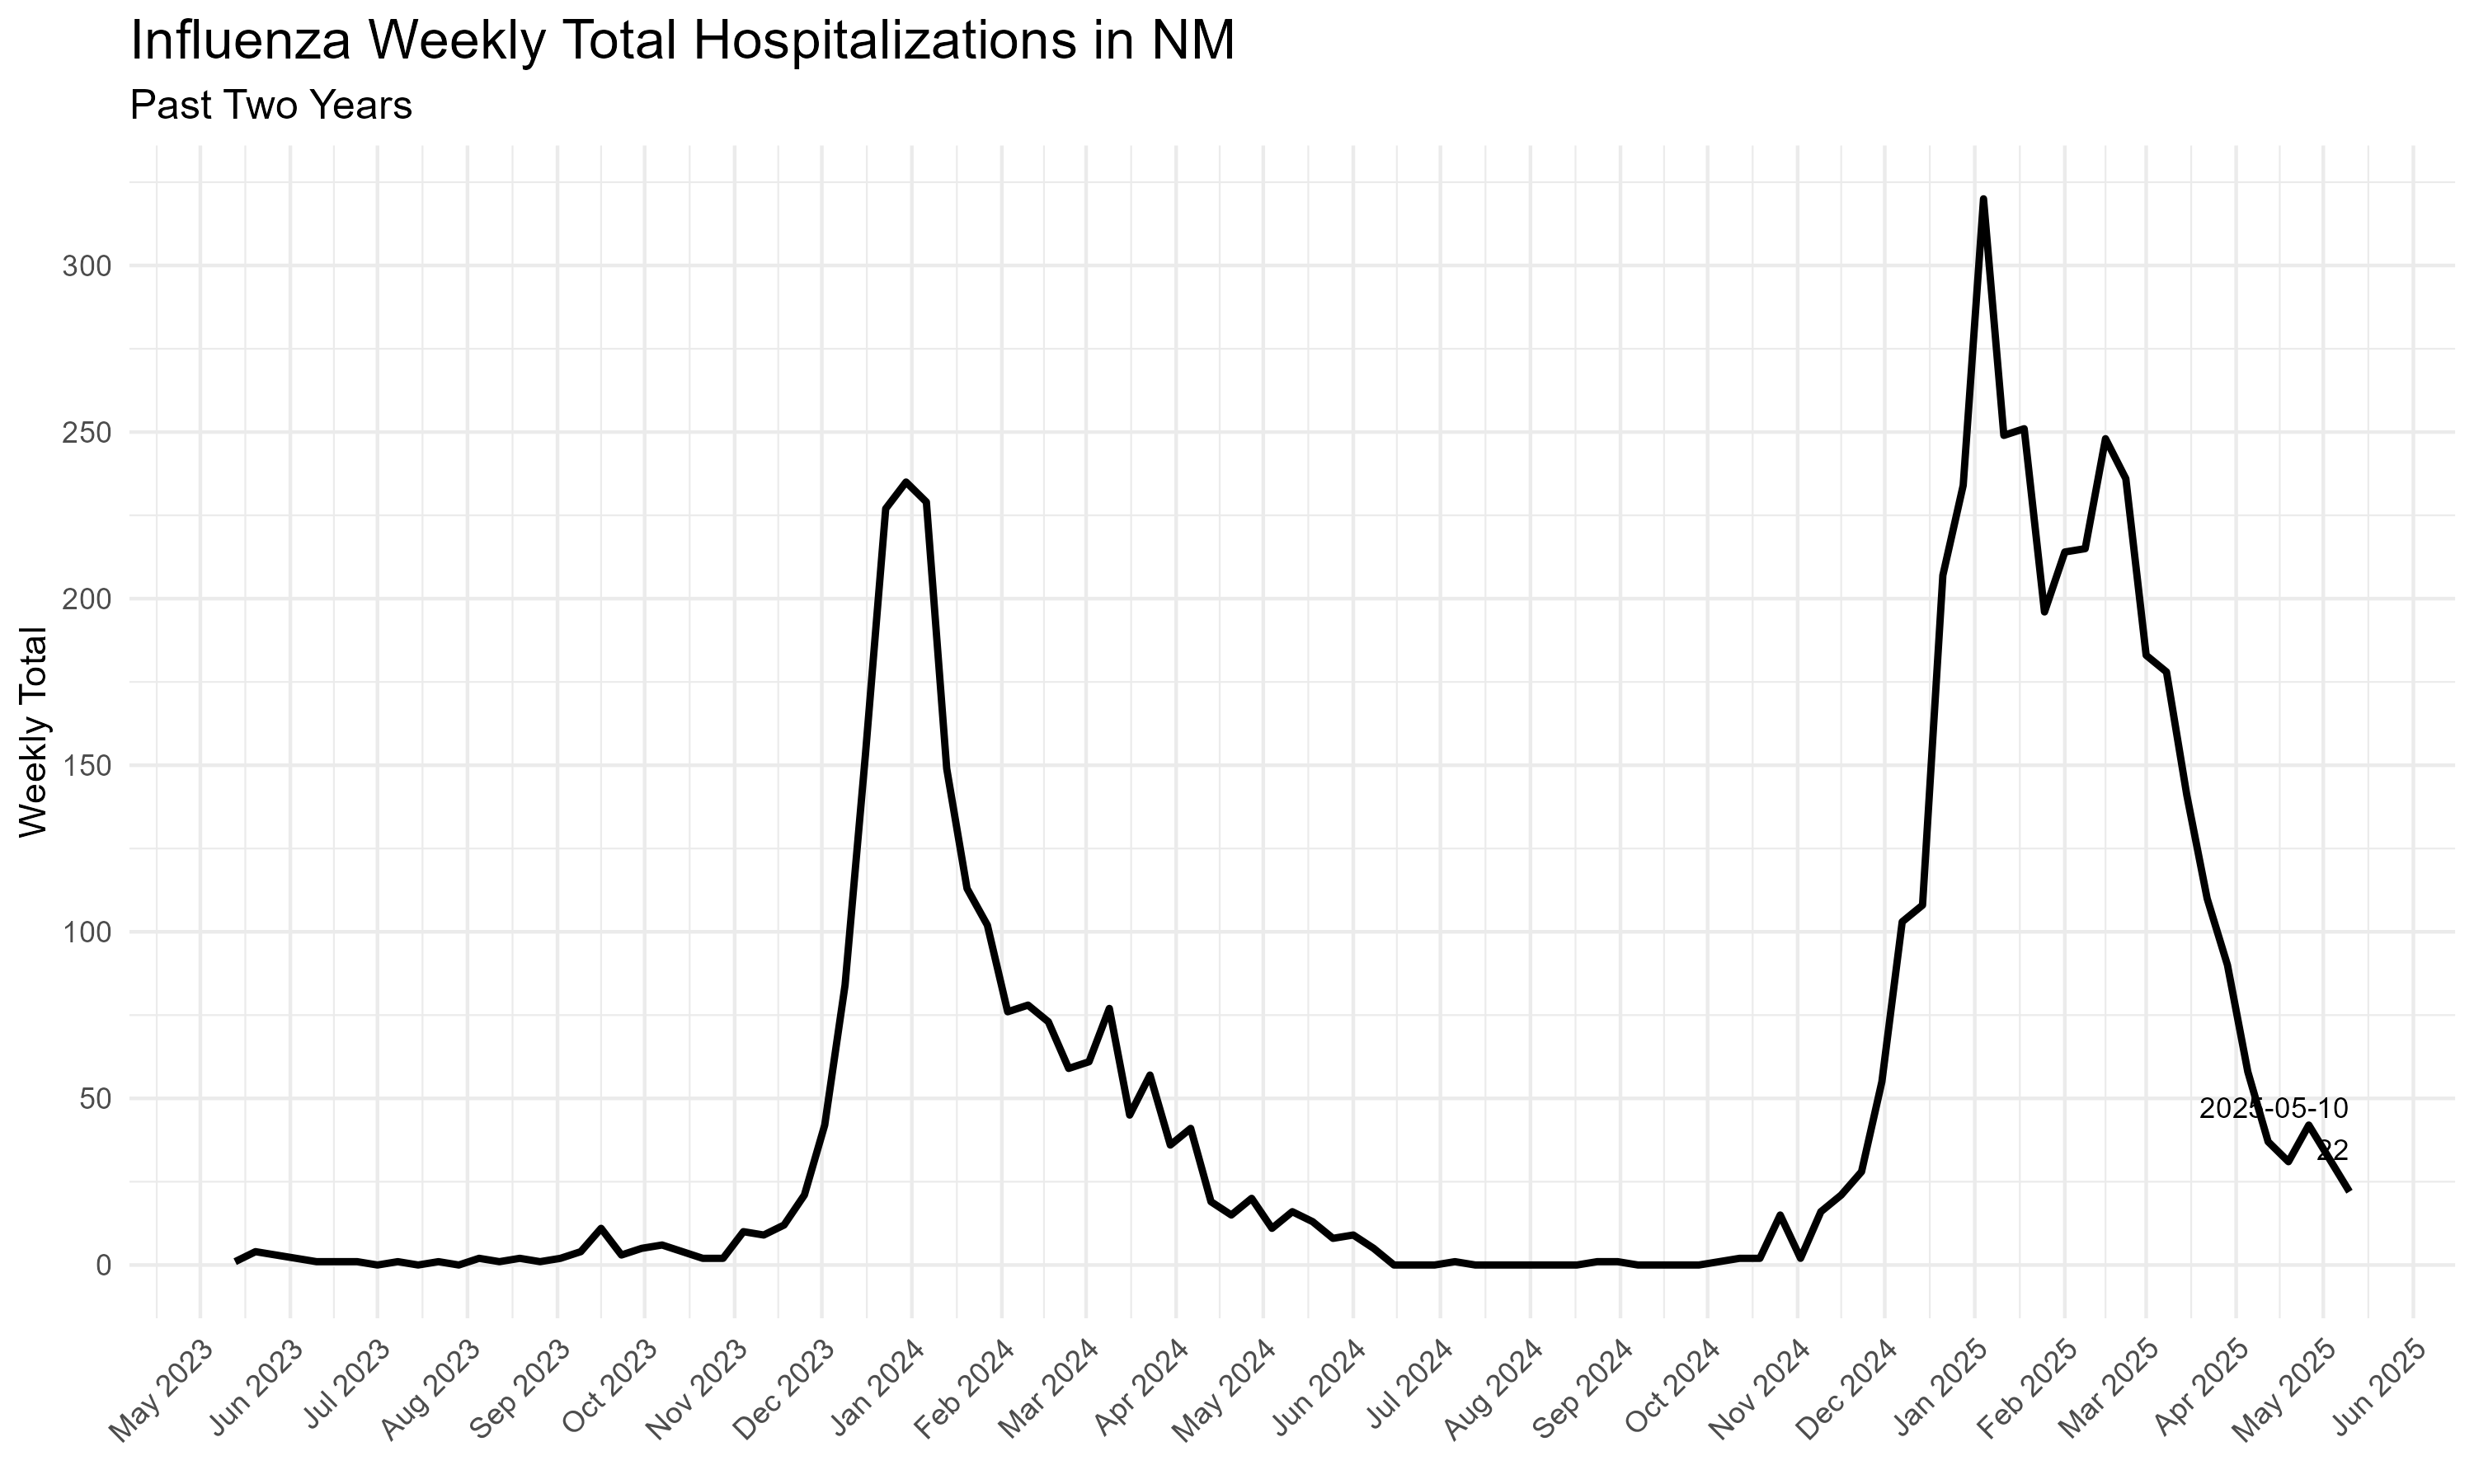 Influenza Weekly Total Hospitalizations in NM
Past Two Years
Weekly Total
300
250
200
150
100
50
0
2025-05-10
22
May 2023
Jun 2023
Jul 2023
Aug 2023
Sep 2023
Oct 2023
Nov 2023
Dec 2023
Jan 2024
Feb 2024
Mar 2024
Apr 2024
May 2024
Jun 2024
Jul 2024
Aug 2024
Sep 2024
Oct 2024
Nov 2024
Dec 2024
Jan 2025
Feb 2025
Mar 2025
Apr 2025
May 2025
Jun 2025